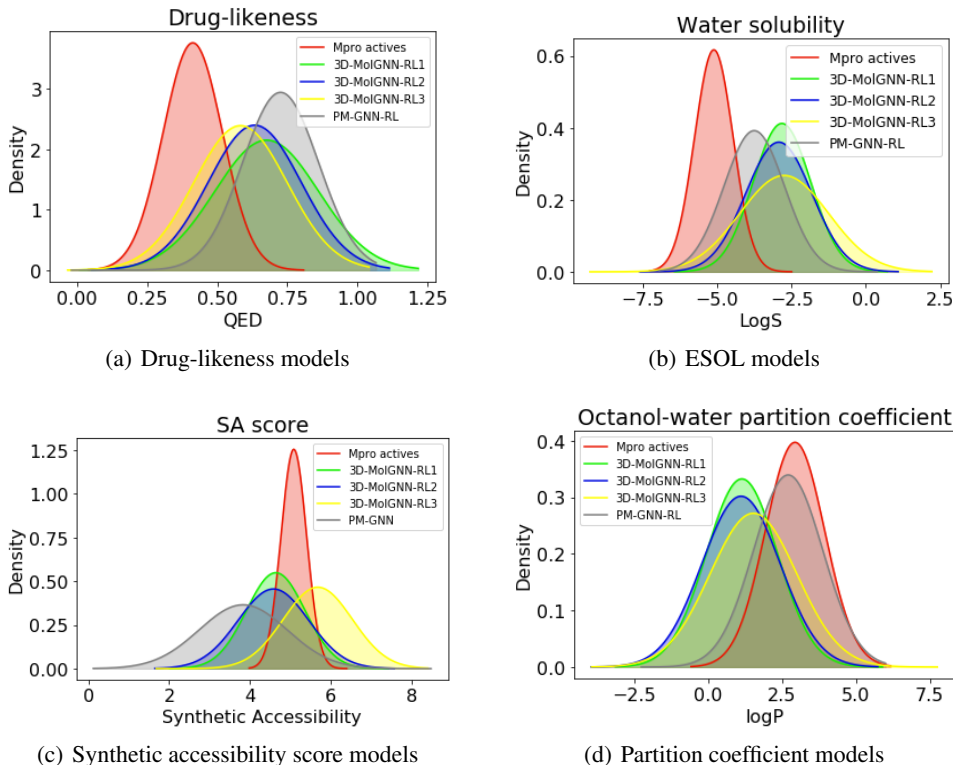 Drug-likeness
Density
3
2
1
0
Mpro actives
3D-MolGNN-RL1
3D-MolGNN-RL2
3D-MolGNN-RL3
PM-GNN-RL
0.00 0.25 0.50 0.75 1.00 1.25
QED
(a) Drug-likeness models
Water solubility
Density
0.6
0.4
0.2
0.0
Mpro actives
3D-MolGNN-RL1
3D-MolGNN-RL2
3D-MolGNN-RL3
PM-GNN-RL
−7.5 −5.0 −2.5 0.0 2.5
LogS
(b) ESOL models
SA score
Density
1.25
1.00
0.75
0.50
0.25
0.00
Mpro actives
3D-MolGNN-RL1
3D-MolGNN-RL2
3D-MolGNN-RL3
PM-GNN
0 2 4 6 8
Synthetic Accessibility
(c) Synthetic accessibility score models
Octanol-water partition coefficient
Density
0.4
0.3
0.2
0.1
0.0
Mpro actives
3D-MolGNN-RL1
3D-MolGNN-RL2
3D-MolGNN-RL3
PM-GNN-RL
−2.5 0.0 2.5 5.0 7.5
logP
(d) Partition coefficient models